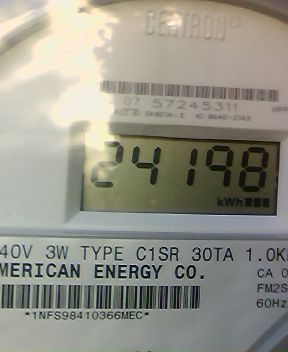 CENTRON®
07 57245311
24198
kWh
40V 3W TYPE C1SR 30TA 1.0K
MERICAN ENERGY CO.
CA 0
FM2S
60Hz
*1NFS98410366MEC*